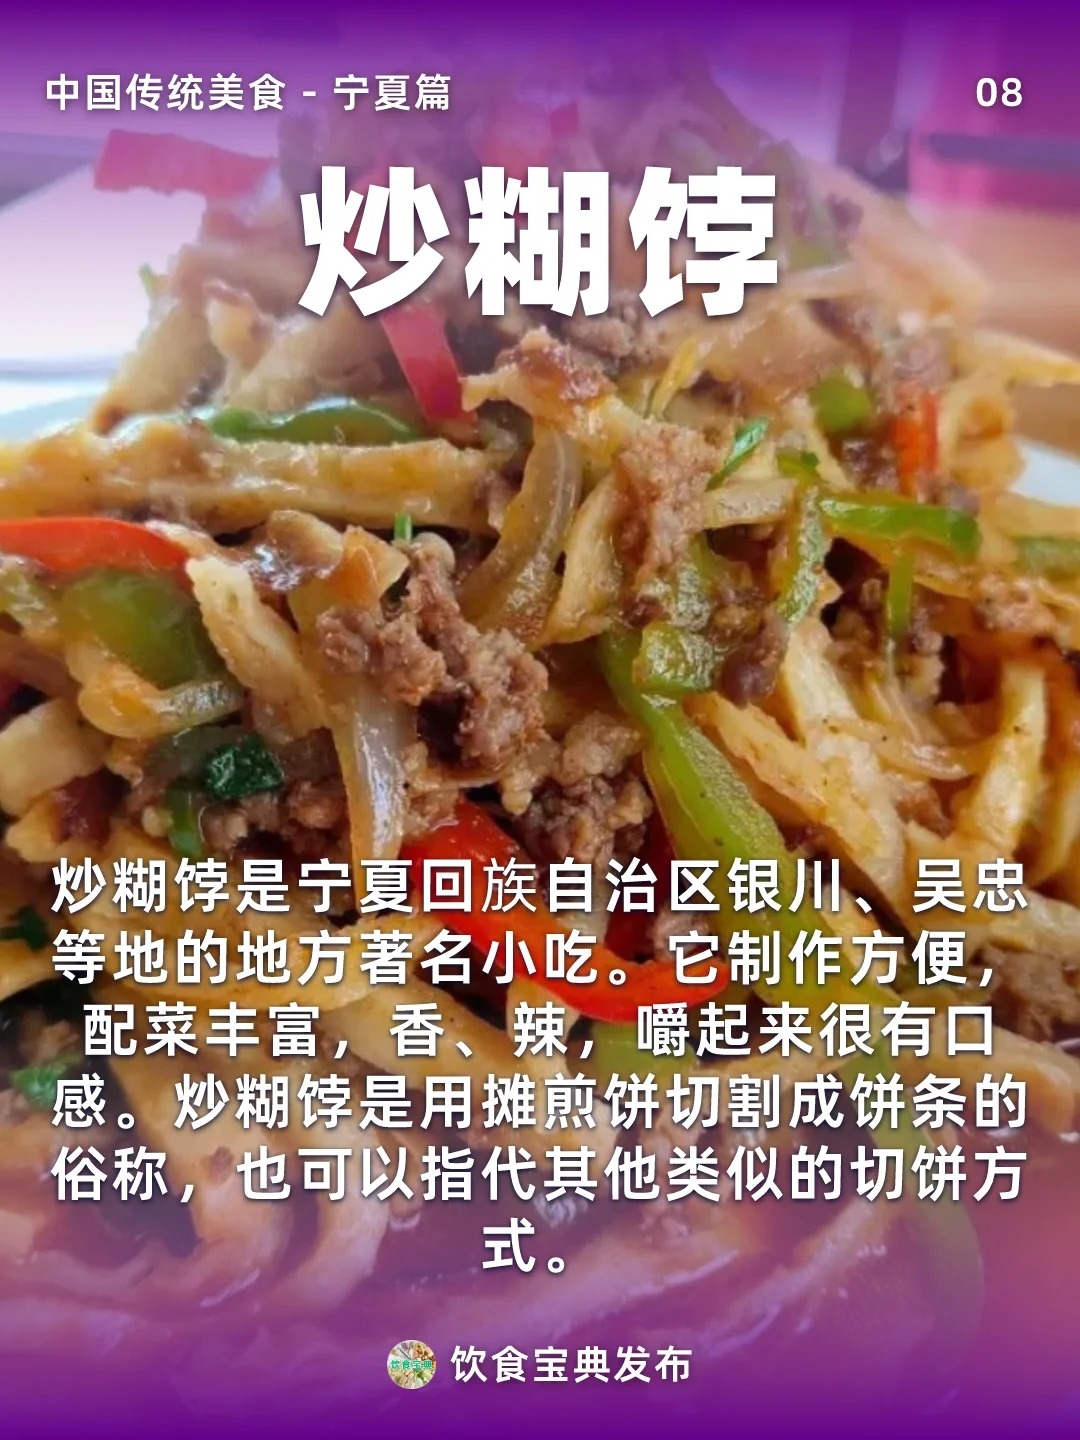 中国传统美食 - 宁夏篇
08
炒糊饽
炒糊饽是宁夏回族自治区银川、吴忠
等地的地方著名小吃。它制作方便，
配菜丰富，香、辣，嚼起来很有口
感。炒糊饽是用摊煎饼切割成饼条的
俗称，也可以指代其他类似的切饼方
式。
饮食宝典
饮食宝典发布